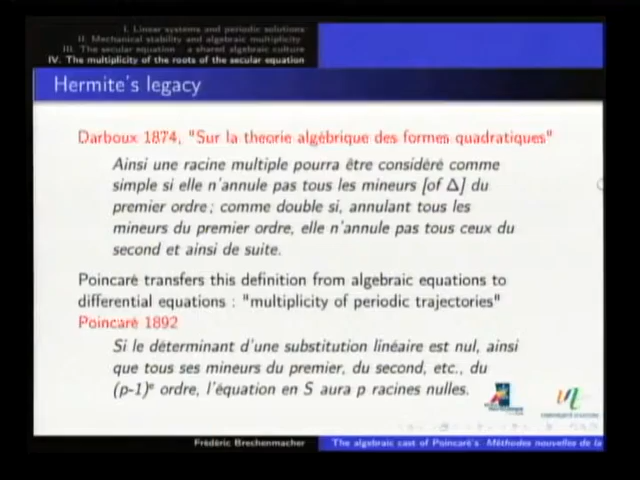 I. Linear systems and periodic solutions
II. Mechanical stability and algebraic multiplicity
III. The secular equation - a shared algebraic culture
IV. The multiplicity of the roots of the secular equation
Hermite's legacy
Darboux 1874, "Sur la theorie algébrique des formes quadratiques"
Ainsi une racine multiple pourra être considéré comme
simple si elle n'annule pas tous les mineurs [of Δ] du
premier ordre ; comme double si, annulant tous les
mineurs du premier ordre, elle n'annule pas tous ceux du
second et ainsi de suite.
Poincaré transfers this definition from algebraic equations to
differential equations : "multiplicity of periodic trajectories"
Poincaré 1892
Si le déterminant d'une substitution linéaire est nul, ainsi
que tous ses mineurs du premier, du second, etc., du
(p-1)e ordre, l'équation en S aura p racines nulles.
Frédéric Brechenmacher
The algebraic cast of Poincaré's Méthodes nouvelles de la